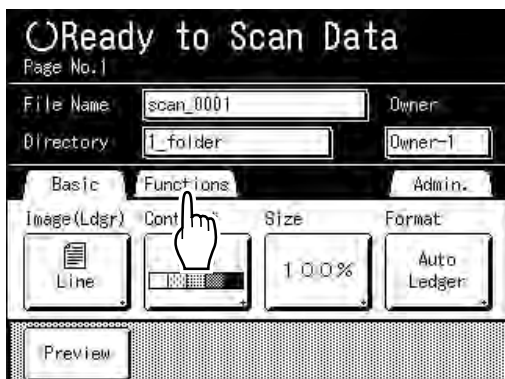 Ready to Scan Data
Page No.1
File Name scan_0001 Owner
Directory 1_folder Owner-1
Basic Functions Admin.
Image(Ldgr) Size Format
Line 100% Auto
Ledger
Preview